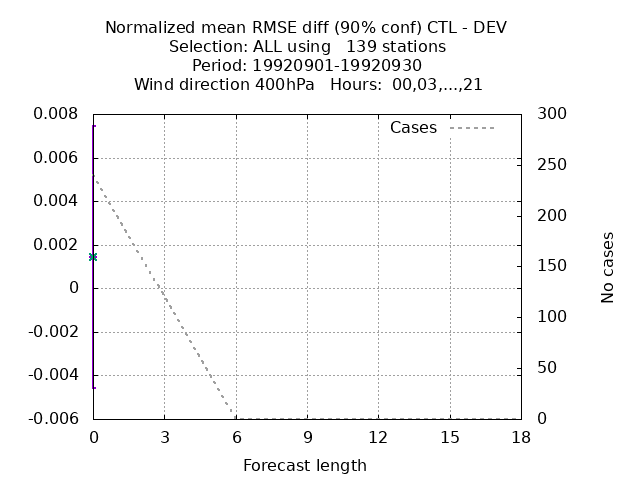 Normalized mean RMSE diff (90% conf) CTL - DEV
Selection: ALL using   139 stations
Period: 19920901-19920930
Wind direction 400hPa   Hours:  00,03,...,21
0.008
0.006
0.004
0.002
0
-0.002
-0.004
-0.006
300
250
200
150
100
50
0
Cases
No cases
0 3 6 9 12 15 18
Forecast length